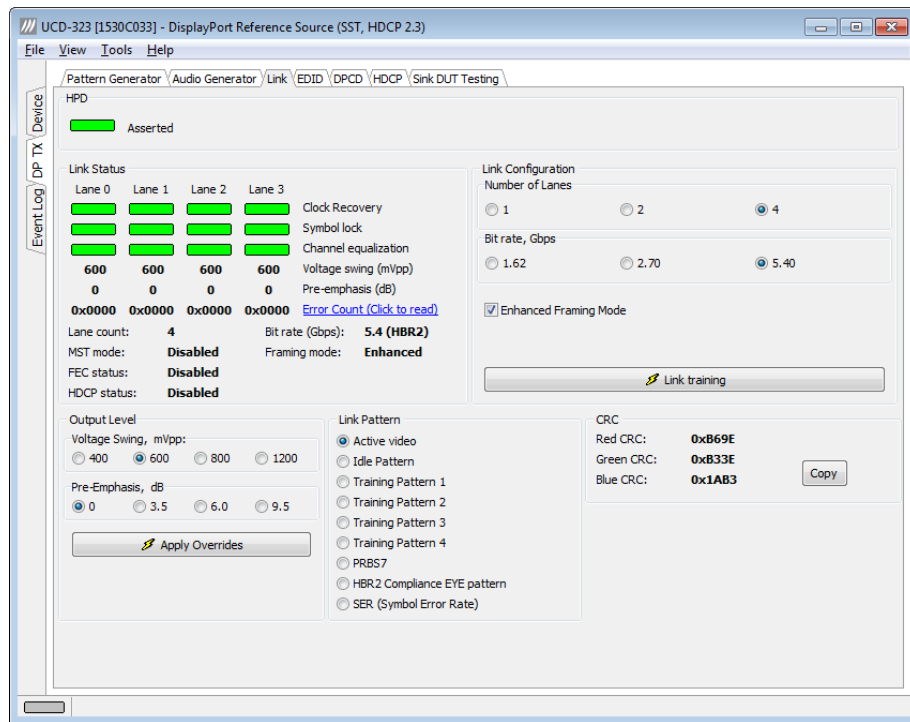 UCD-323 [1530C033] - DisplayPort Reference Source (SST, HDCP 2.3)
File View Tools Help
Pattern Generator Audio Generator Link EDID DPCD HDCP Sink DUT Testing
Device
DP TX
Event Log
HPD
Asserted
Link Status
Lane 0 Lane 1 Lane 2 Lane 3
Clock Recovery
Symbol lock
Channel equalization
600 600 600 600 Voltage swing (mVpp)
0 0 0 0 Pre-emphasis (dB)
0x0000 0x0000 0x0000 0x0000 Error Count (Click to read)
Lane count: 4 Bit rate (Gbps): 5.4 (HBR2)
MST mode: Disabled Framing mode: Enhanced
FEC status: Disabled
HDCP status: Disabled
Link Configuration
Number of Lanes
1 2 4
Bit rate, Gbps
1.62 2.70 5.40
Enhanced Framing Mode
Link training
Output Level
Voltage Swing, mVpp:
400 600 800 1200
Pre-Emphasis, dB
0 3.5 6.0 9.5
Apply Overrides
Link Pattern
Active video
Idle Pattern
Training Pattern 1
Training Pattern 2
Training Pattern 3
Training Pattern 4
PRBS7
HBR2 Compliance EYE pattern
SER (Symbol Error Rate)
CRC
Red CRC: 0xB69E
Green CRC: 0xB33E
Blue CRC: 0x1AB3
Copy